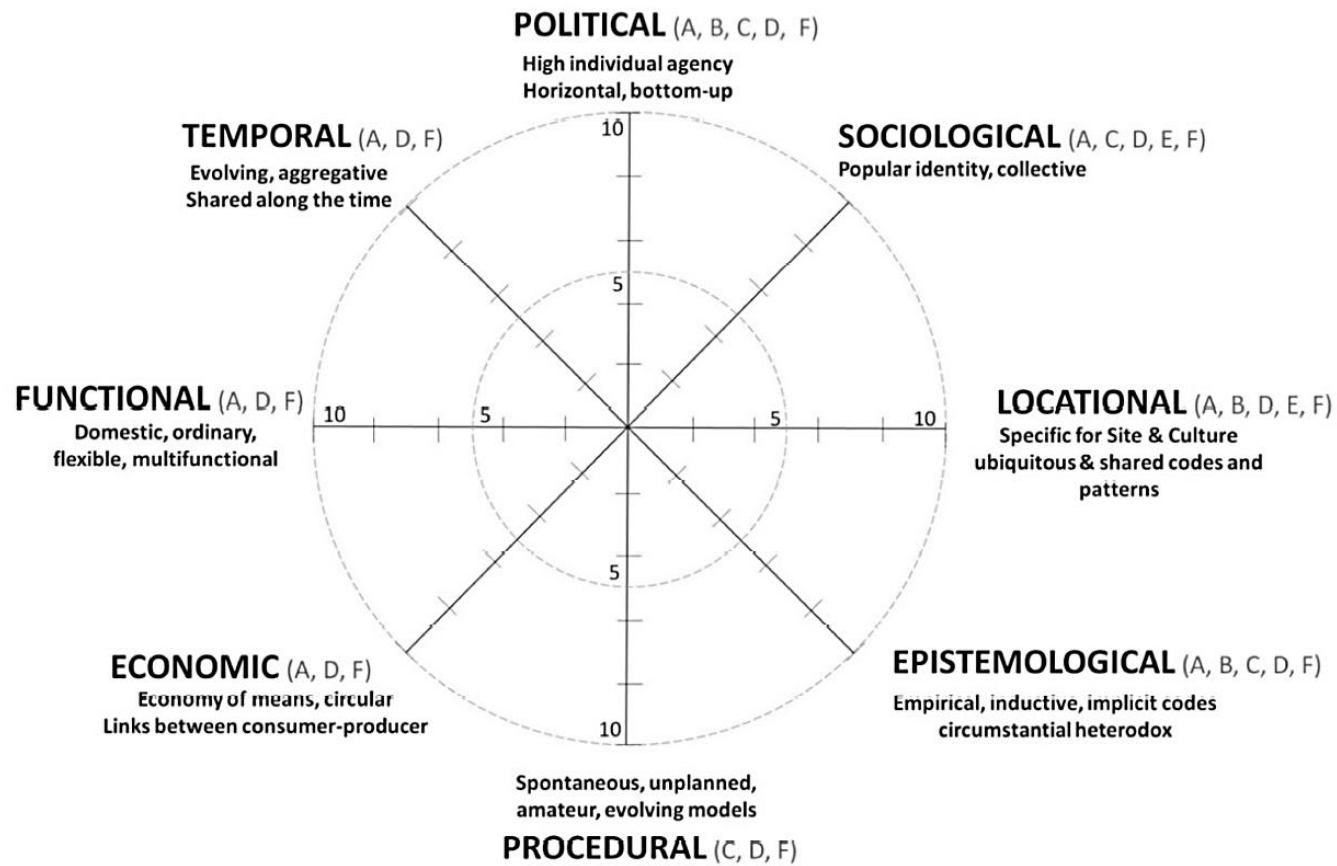 POLITICAL (A, B, C, D, F)
High individual agency
Horizontal, bottom-up
TEMPORAL (A, D, F)
Evolving, aggregative
Shared along the time
SOCIOLOGICAL (A, C, D, E, F)
Popular identity, collective
10
5
FUNCTIONAL (A, D, F)
Domestic, ordinary,
flexible, multifunctional
10
5
5
10
LOCATIONAL (A, B, D, E, F)
Specific for Site & Culture
ubiquitous & shared codes and
patterns
5
10
ECONOMIC (A, D, F)
Economy of means, circular
Links between consumer-producer
EPISTEMOLOGICAL (A, B, C, D, F)
Empirical, inductive, implicit codes
circumstantial heterodox
Spontaneous, unplanned,
amateur, evolving models
PROCEDURAL (C, D, F)